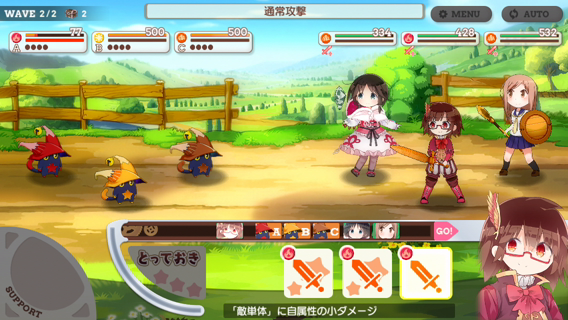 WAVE 2/2 2
通常攻撃
MENU
AUTO
77
A
500
B
500
C
334
428
532
A
B
C
GO!
とっておき
SUPPORT
「敵単体」に自属性の小ダメージ